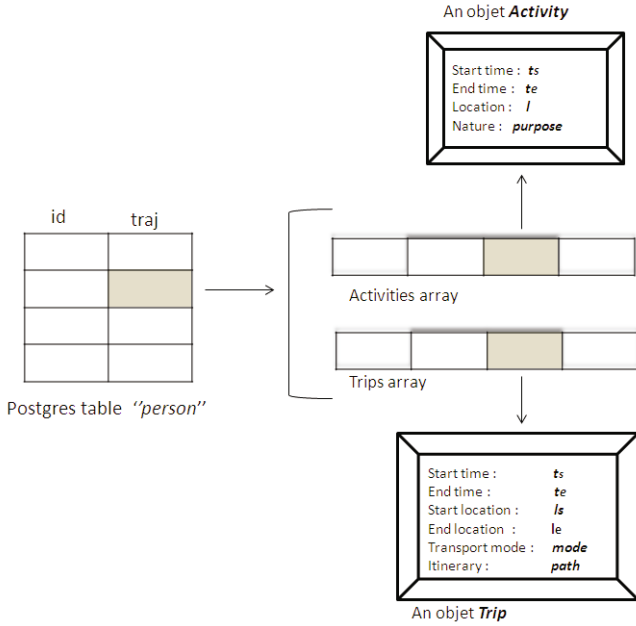 An objet Activity
Start time : ts
End time : te
Location : l
Nature : purpose
id traj
Activities array
Trips array
Postgres table ‘‘person’’
Start time : ts
End time : te
Start location : ls
End location : le
Transport mode : mode
Itinerary : path
An objet Trip